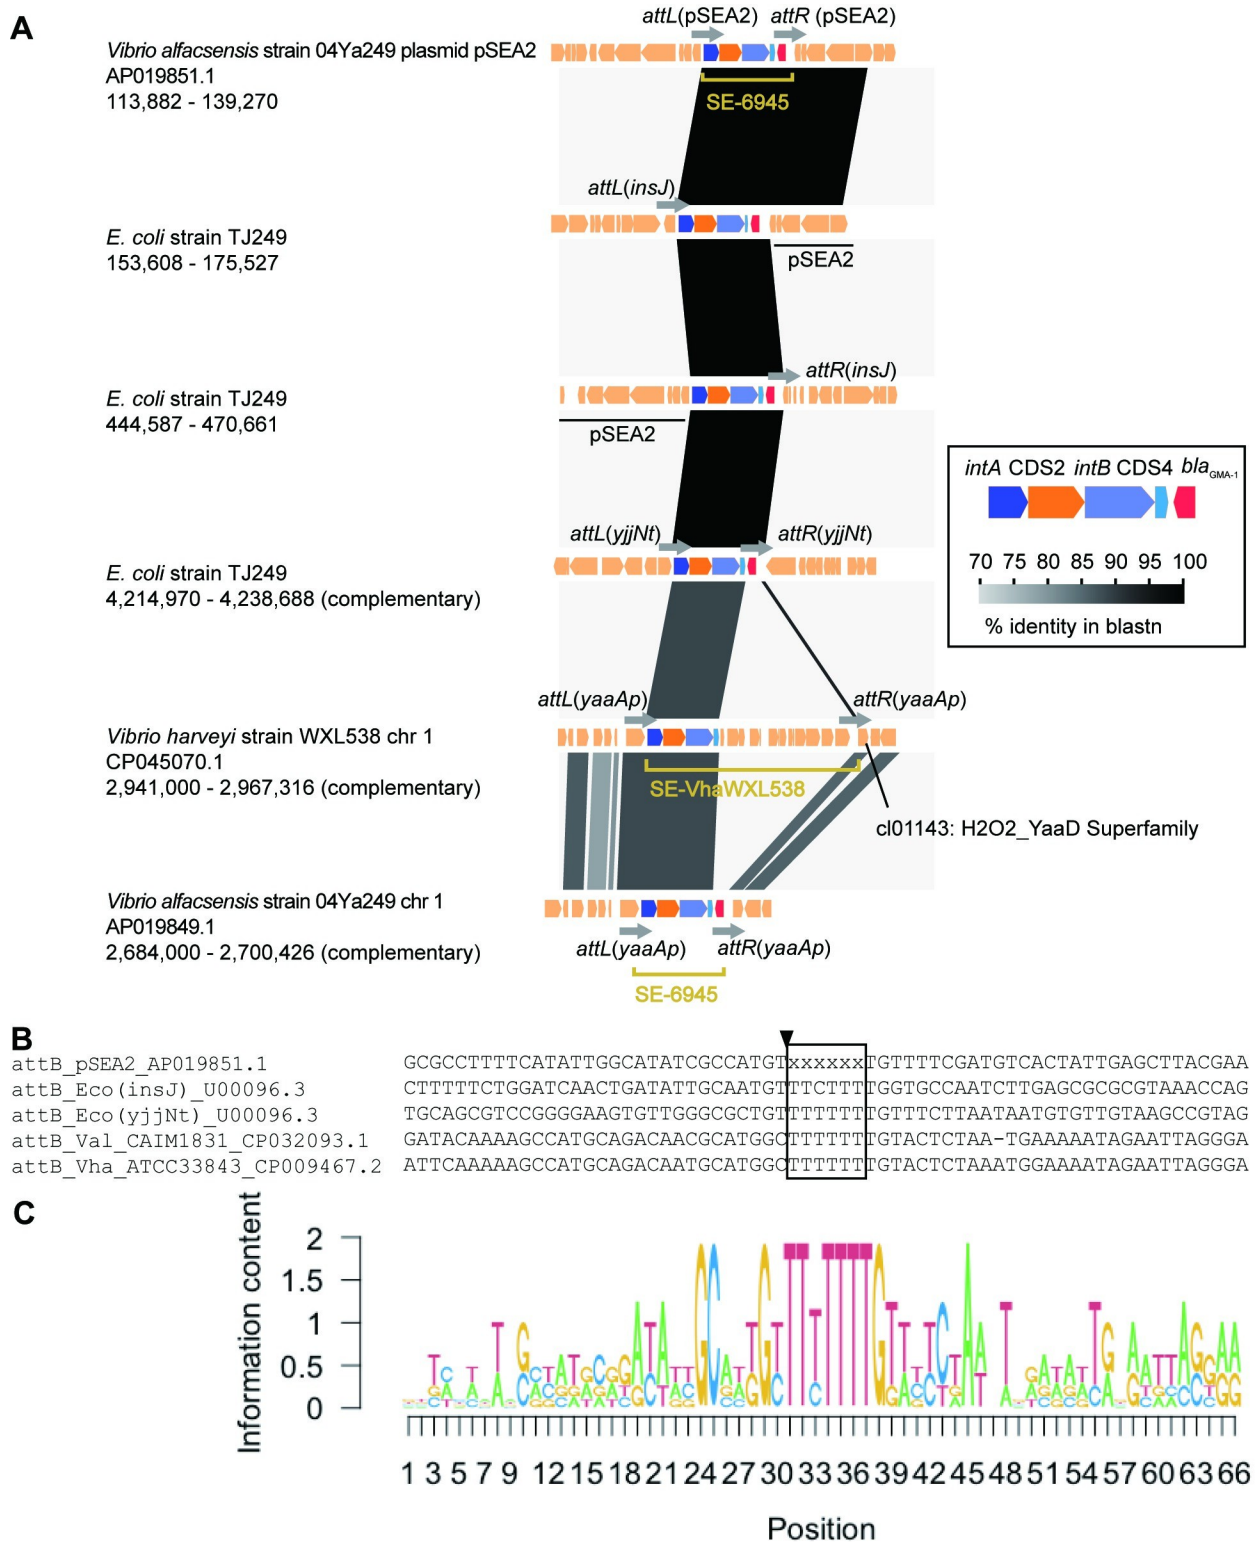 A
attL(pSEA2) attR (pSEA2)
Vibrio alfacsensis strain 04Ya249 plasmid pSEA2
AP019851.1
113,882 - 139,270
SE-6945
attL(insJ)
E. coli strain TJ249
153,608 - 175,527
pSEA2
attR(insJ)
E. coli strain TJ249
444,587 - 470,661
pSEA2
intA CDS2 intB CDS4 blaGMA-1
70 75 80 85 90 95 100
% identity in blastn
attL(yjjNt) attR(yjjNt)
E. coli strain TJ249
4,214,970 - 4,238,688 (complementary)
attL(yaaAp) attR(yaaAp)
Vibrio harveyi strain WXL538 chr 1
CP045070.1
2,941,000 - 2,967,316 (complementary)
SE-VhaWXL538
cl01143: H2O2_YaaD Superfamily
Vibrio alfacsensis strain 04Ya249 chr 1
AP019849.1
2,684,000 - 2,700,426 (complementary)
attL(yaaAp) attR(yaaAp)
SE-6945
B
attB_pSEA2_AP019851.1 GCGCCTTTTCATATTGGCATATCGCCATGTxxxxxxTGTTTTCGATGTCACTATTGAGCTTACGAA
attB_Eco(insJ)_U00096.3 CTTTTTCTGGATCAACTGATATTGCAATGTTTCTTTTGGTGCCAATCTTGAGCGCGCGTAAACCAG
attB_Eco(yjjNt)_U00096.3 TGCAGCGTCCGGGGAAGTGTTGGGCGCTGTTTTTTTTGTTTCTTAATAATGTGTTGTAAGCCGTAG
attB_Val_CAIM1831_CP032093.1 GATACAAAAGCCATGCAGACAACGCATGGCTTTTTTTGTACTCTAA-TGAAAAATAGAATTAGGGA
attB_Vha_ATCC33843_CP009467.2 ATTCAAAAAGCCATGCAGACAATGCATGGCTTTTTTTGTACTCTAAATGGAAAATAGAATTAGGGA
C
Information content
2
1.5
1
0.5
0
1 3 5 7 9 12 15 18 21 24 27 30 33 36 39 42 45 48 51 54 57 60 63 66
Position